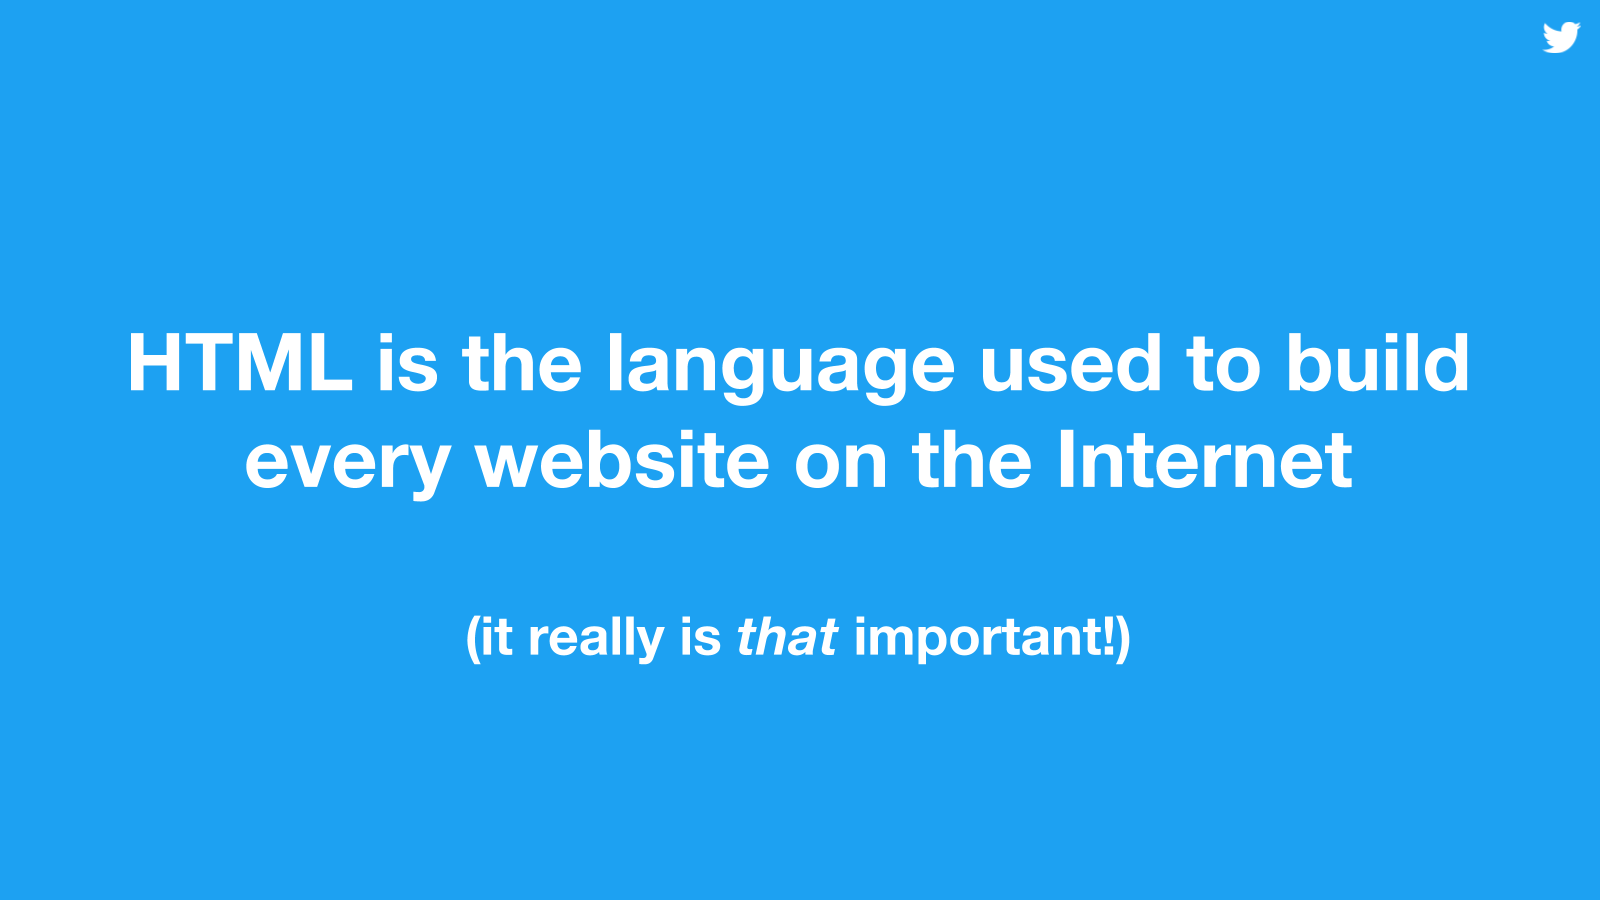 HTML is the language used to build
every website on the Internet
(it really is that important!)